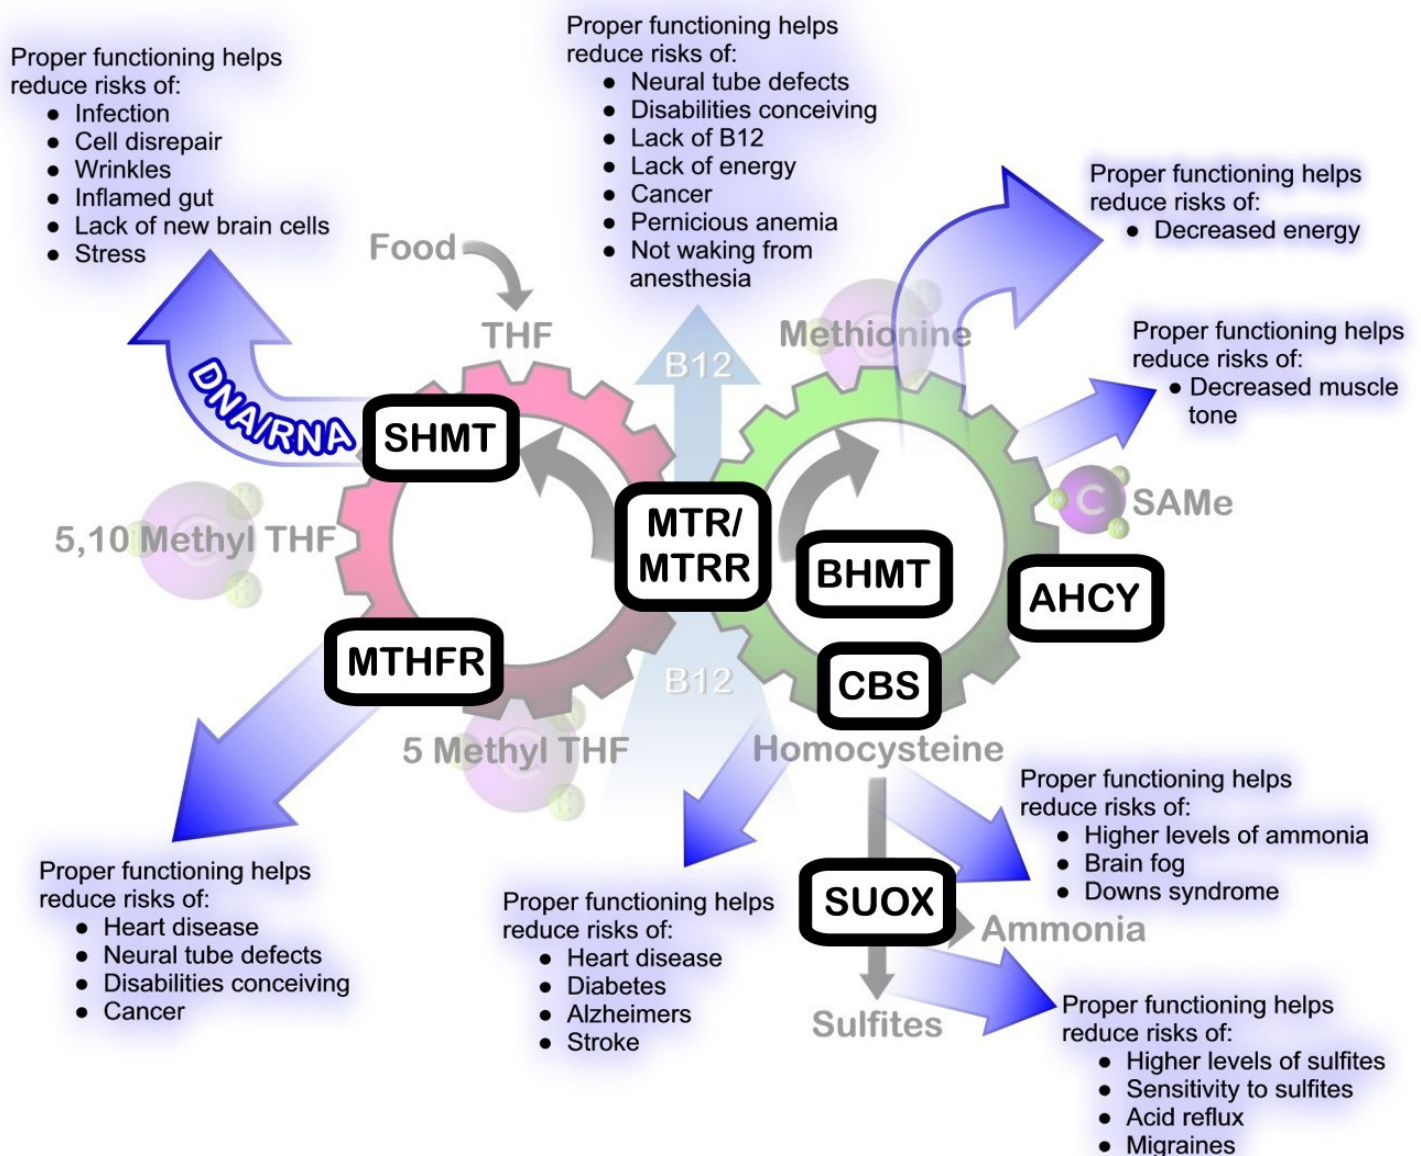 Proper functioning helps
reduce risks of:
● Infection
● Cell disrepair
● Wrinkles
● Inflamed gut
● Lack of new brain cells
● Stress
Proper functioning helps
reduce risks of:
● Neural tube defects
● Disabilities conceiving
● Lack of B12
● Lack of energy
● Cancer
● Pernicious anemia
● Not waking from
anesthesia
Proper functioning helps
reduce risks of:
● Decreased energy
Proper functioning helps
reduce risks of:
● Decreased muscle
tone
Food
THF
B12
Methionine
DNA/RNA
SHMT
5,10 Methyl THF
MTR/
MTRR
BHMT
C
SAMe
AHCY
MTHFR
B12
CBS
5 Methyl THF
Homocysteine
Proper functioning helps
reduce risks of:
● Heart disease
● Neural tube defects
● Disabilities conceiving
● Cancer
Proper functioning helps
reduce risks of:
● Heart disease
● Diabetes
● Alzheimers
● Stroke
Proper functioning helps
reduce risks of:
● Higher levels of ammonia
● Brain fog
● Downs syndrome
SUOX
Ammonia
Sulfites
Proper functioning helps
reduce risks of:
● Higher levels of sulfites
● Sensitivity to sulfites
● Acid reflux
● Migraines